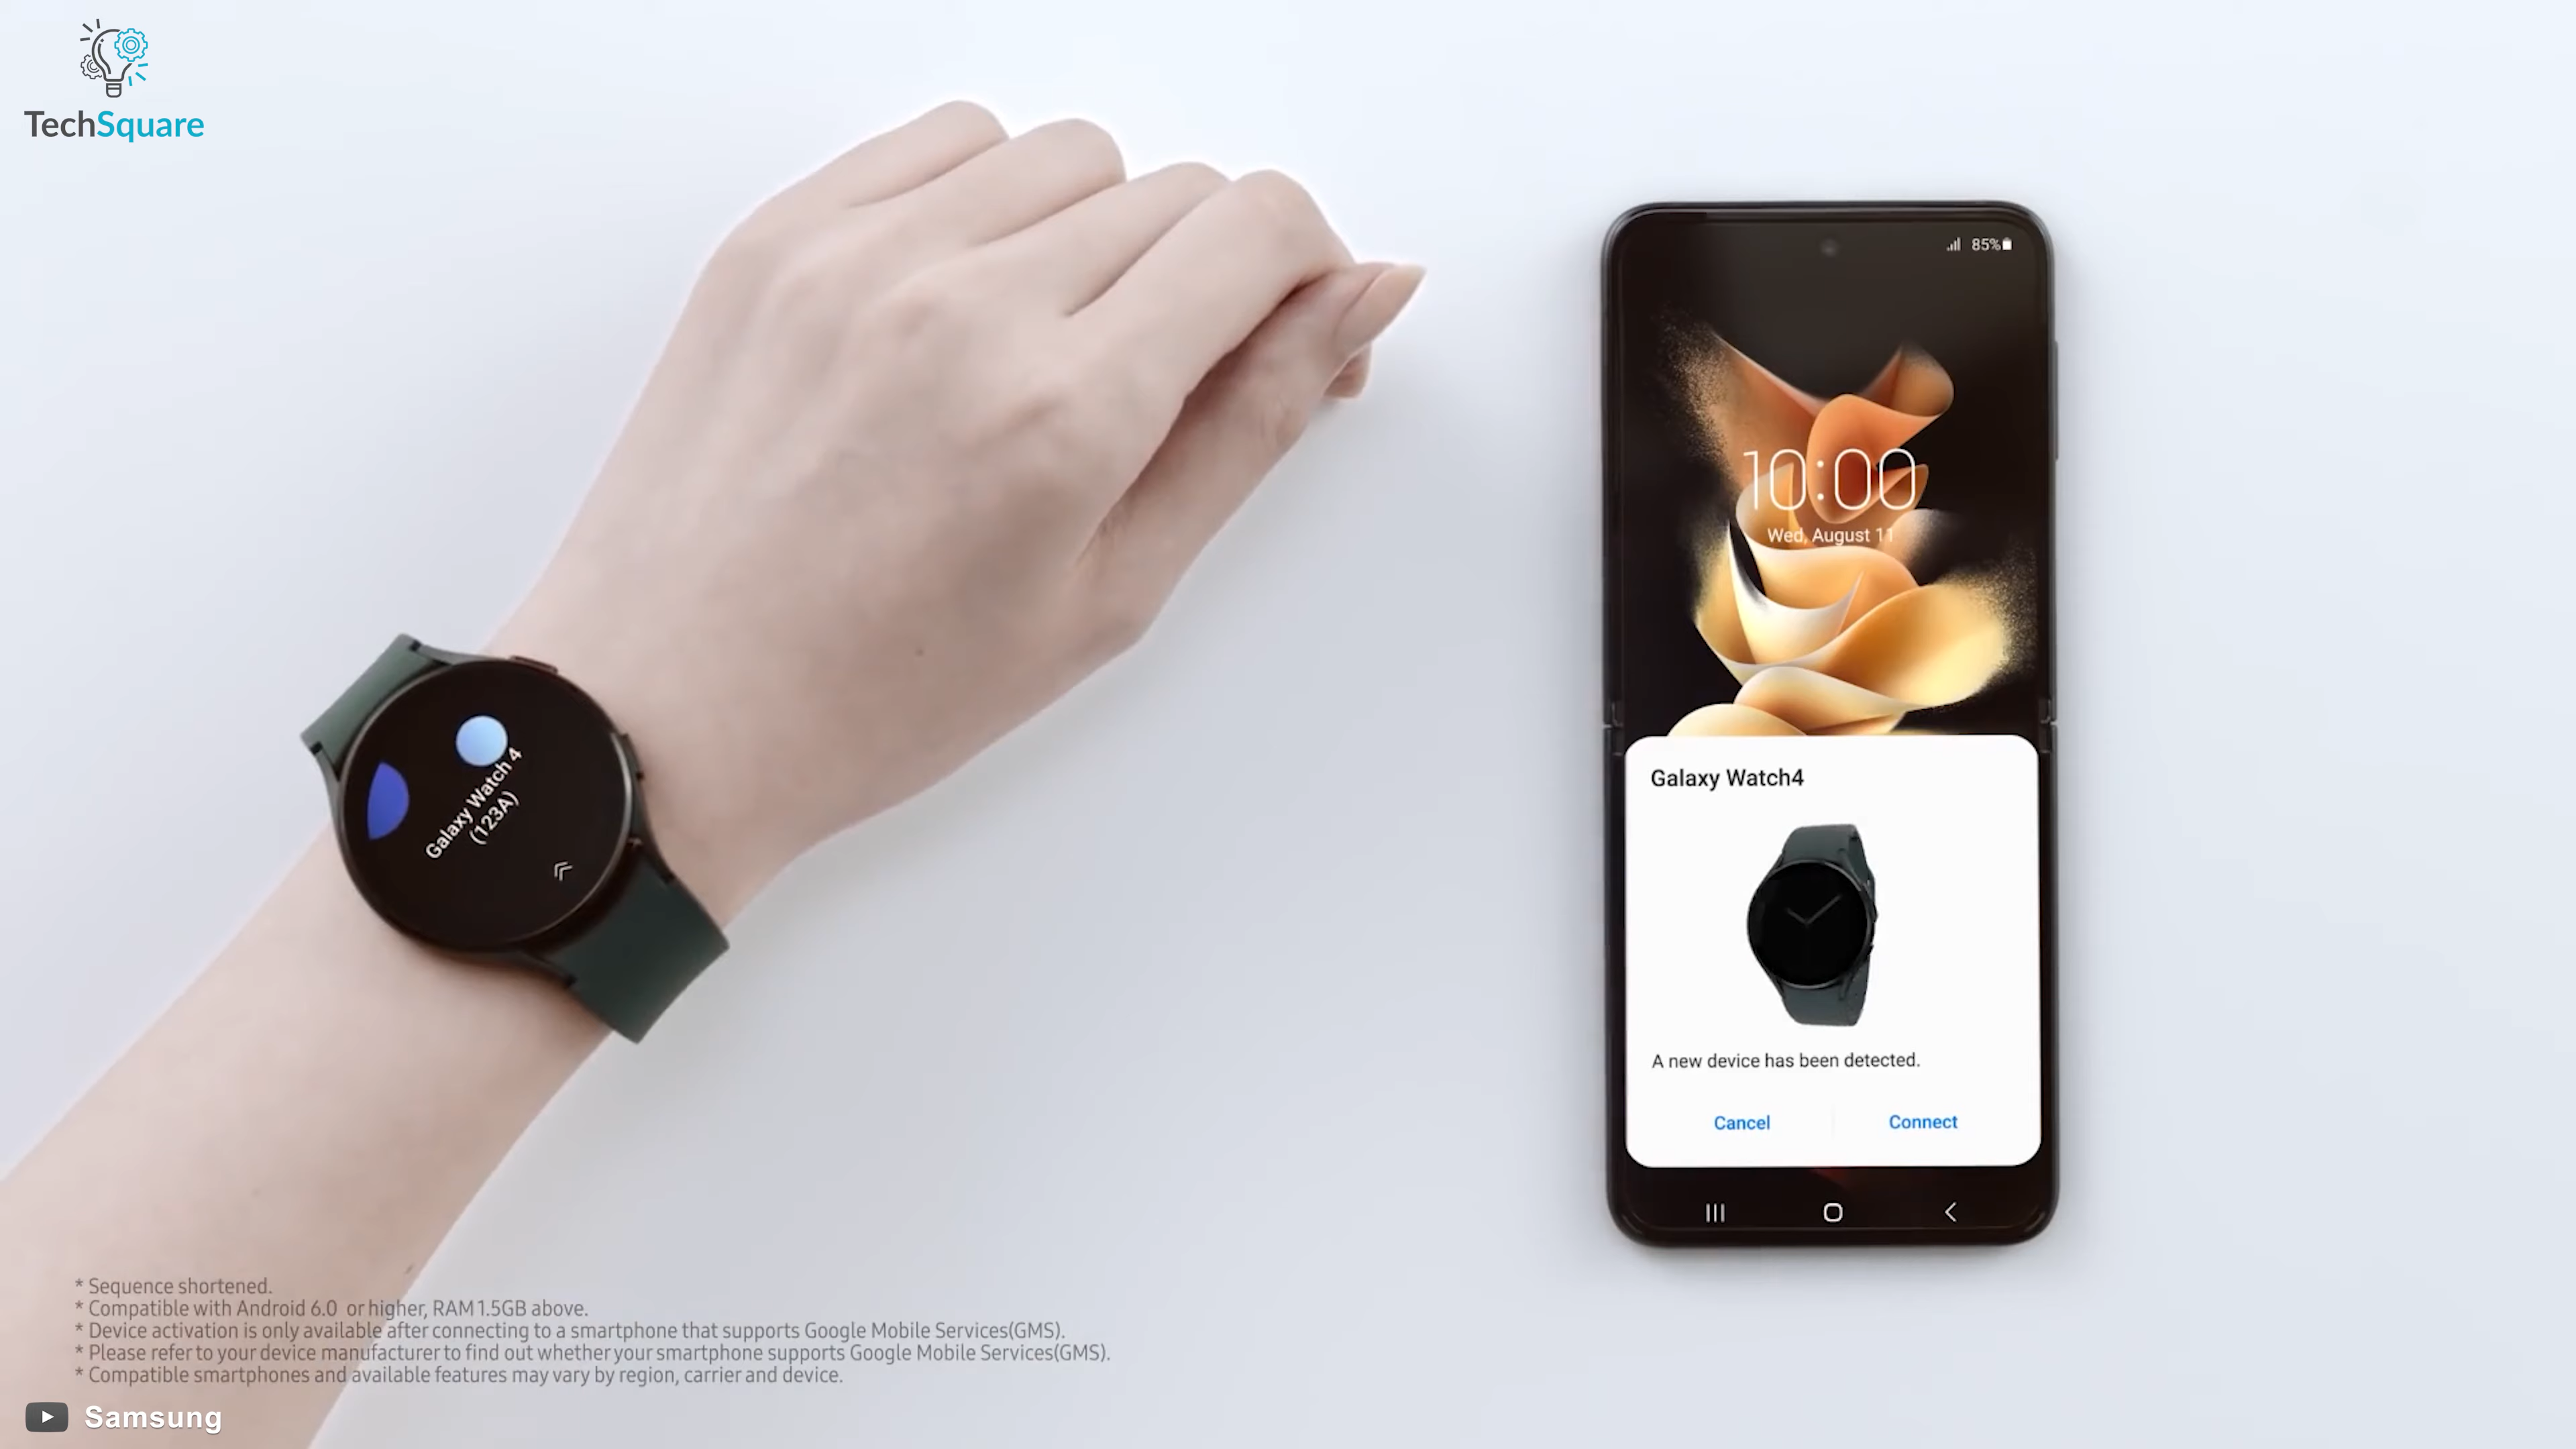 TechSquare
85%
10:00
Wed, August 11
Galaxy Watch 4
(123A)
Galaxy Watch4
A new device has been detected.
Cancel
Connect
* Sequence shortened.
* Compatible with Android 6.0 or higher, RAM 1.5GB above.
* Device activation is only available after connecting to a smartphone that supports Google Mobile Services(GMS).
* Please refer to your device manufacturer to find out whether your smartphone supports Google Mobile Services(GMS).
* Compatible smartphones and available features may vary by region, carrier and device.
Samsung